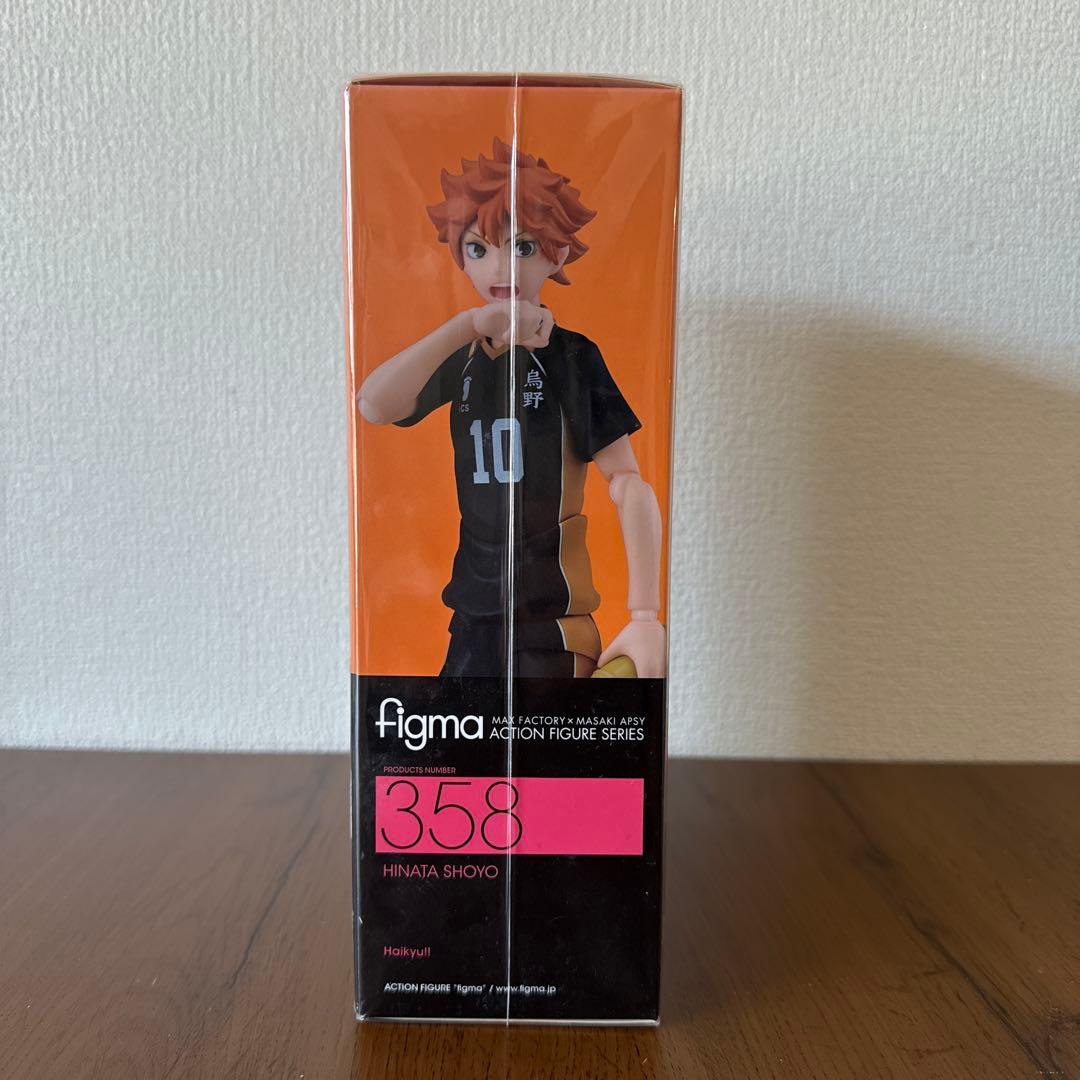 烏野
10
figma
MAX FACTORY×MASAKI APSY
ACTION FIGURE SERIES
PRODUCTS NUMBER
358
HINATA SHOYO
Haikyu!!
ACTION FIGURE "figma" / www.figma.jp